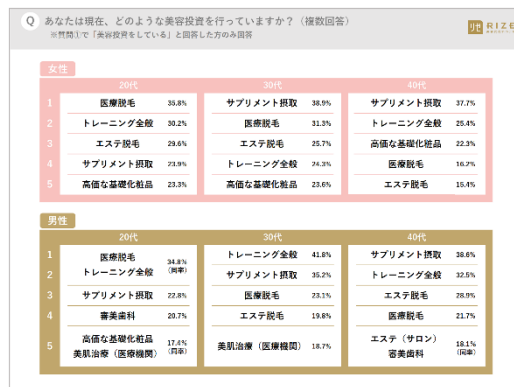 Q あなたは現在、どのような美容投資を行っていますか？（複数回答）
※質問①で「美容投資をしている」と回答した方のみ回答
リゼ RIZE
女性
20代 30代 40代
1 医療脱毛 35.8% サプリメント摂取 38.9% サプリメント摂取 37.7%
2 トレーニング全般 30.2% 医療脱毛 31.3% トレーニング全般 25.4%
3 エステ脱毛 29.6% エステ脱毛 25.7% 高価な基礎化粧品 22.3%
4 サプリメント摂取 23.9% トレーニング全般 24.3% 医療脱毛 16.2%
5 高価な基礎化粧品 23.3% 高価な基礎化粧品 23.6% エステ脱毛 15.4%
男性
20代 30代 40代
1 医療脱毛 34.8% トレーニング全般 41.8% サプリメント摂取 38.6%
2 トレーニング全般 (同率) サプリメント摂取 35.2% トレーニング全般 32.5%
3 サプリメント摂取 22.8% 医療脱毛 23.1% エステ脱毛 28.9%
4 審美歯科 20.7% エステ脱毛 19.8% 医療脱毛 21.7%
5 高価な基礎化粧品 17.4% 美肌治療（医療機関） 18.7% エステ（サロン） 18.1%
美肌治療（医療機関） (同率) 審美歯科 (同率)